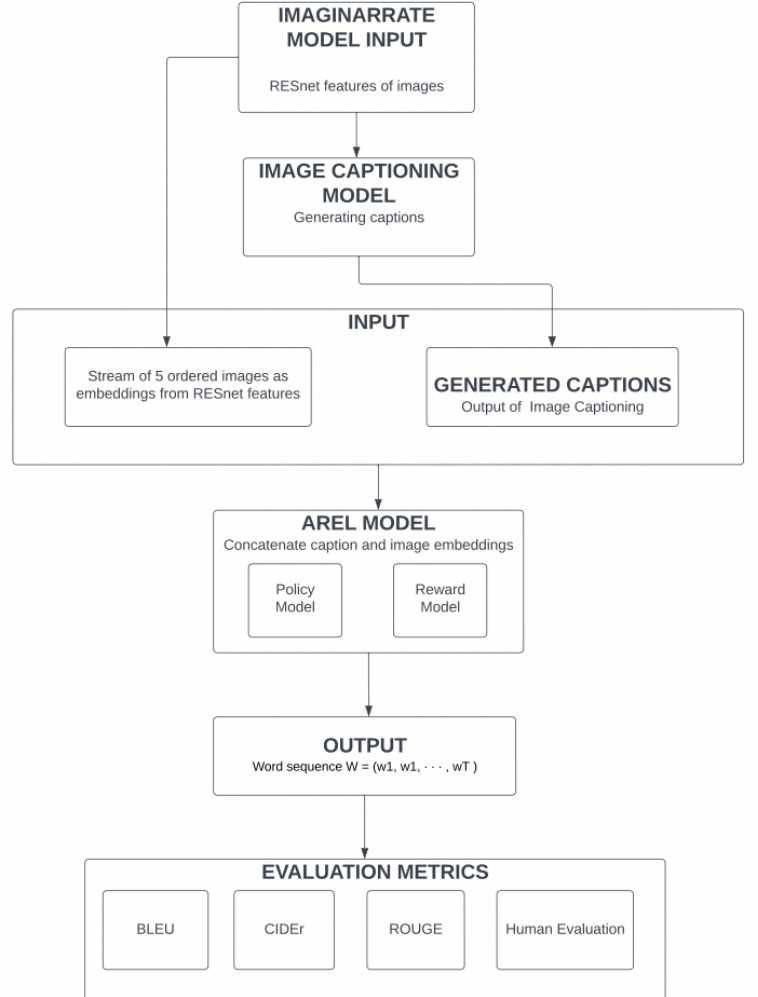 IMAGINARRATE
MODEL INPUT
RESnet features of images
IMAGE CAPTIONING
MODEL
Generating captions
INPUT
Stream of 5 ordered images as
embeddings from RESnet features
GENERATED CAPTIONS
Output of  Image Captioning
AREL MODEL
Concatenate caption and image embeddings
Policy
Model
Reward
Model
OUTPUT
Word sequence W = (w1, w1, · · · , wT )
EVALUATION METRICS
BLEU
CIDEr
ROUGE
Human Evaluation